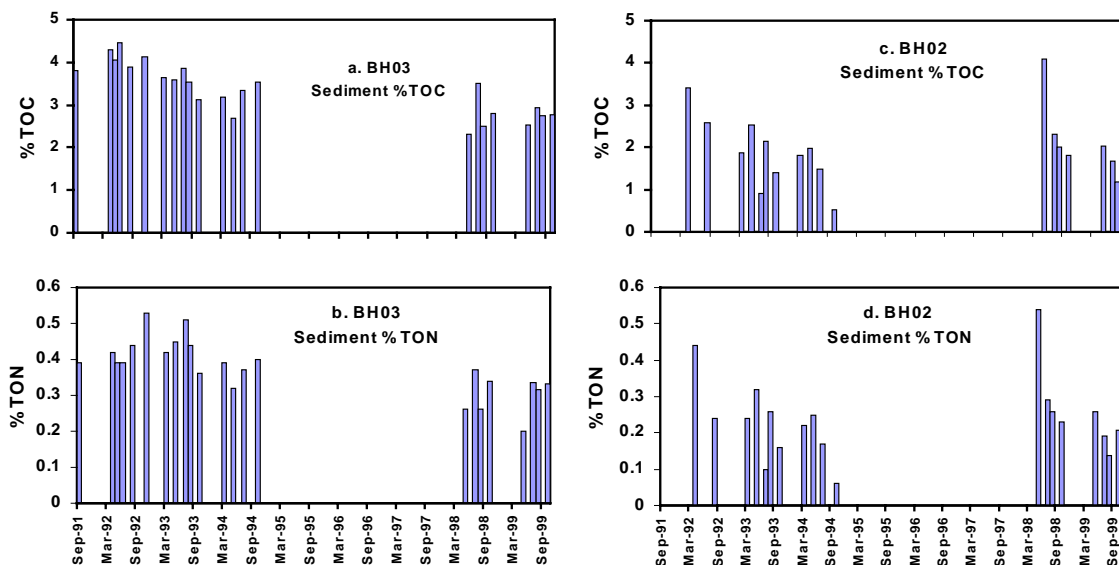 a. BH03
Sediment %TOC
%TOC
5
4
3
2
1
0
c. BH02
Sediment %TOC
%TOC
5
4
3
2
1
0
b. BH03
Sediment % TON
%TON
0.6
0.5
0.4
0.3
0.2
0.1
0
Sep-91
Mar-92
Sep-92
Mar-93
Sep-93
Mar-94
Sep-94
Mar-95
Sep-95
Mar-96
Sep-96
Mar-97
Sep-97
Mar-98
Sep-98
Mar-99
Sep-99
d. BH02
Sediment % TON
%TON
0.6
0.5
0.4
0.3
0.2
0.1
0
Sep-91
Mar-92
Sep-92
Mar-93
Sep-93
Mar-94
Sep-94
Mar-95
Sep-95
Mar-96
Sep-96
Mar-97
Sep-97
Mar-98
Sep-98
Mar-99
Sep-99